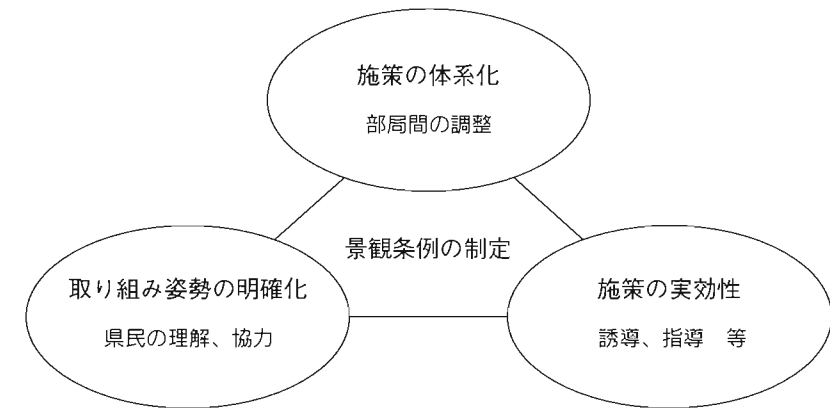 施策の体系化
部局間の調整
景観条例の制定
取り組み姿勢の明確化
県民の理解、協力
施策の実効性
誘導、指導　等